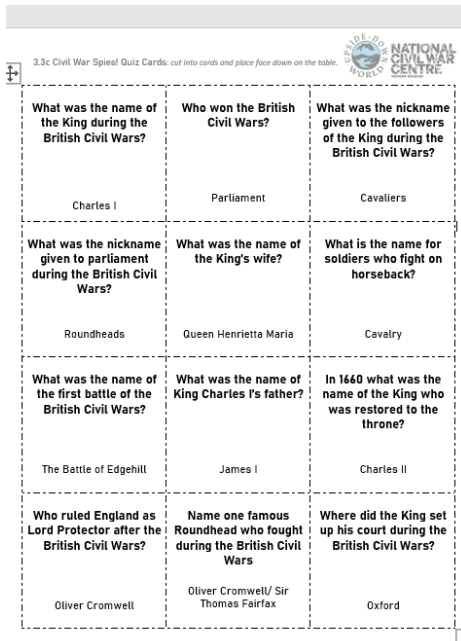 3.3c Civil War Spies! Quiz Cards: cut into cards and place face down on the table.
UPSIDE-DOWN
WORLD
NATIONAL
CIVIL WAR
CENTRE
What was the name of
the King during the
British Civil Wars?
Charles I
Who won the British
Civil Wars?
Parliament
What was the nickname
given to the followers
of the King during the
British Civil Wars?
Cavaliers
What was the nickname
given to parliament
during the British Civil
Wars?
Roundheads
What was the name of
the King's wife?
Queen Henrietta Maria
What is the name for
soldiers who fight on
horseback?
Cavalry
What was the name of
the first battle of the
British Civil Wars?
The Battle of Edgehill
What was the name of
King Charles I's father?
James I
In 1660 what was the
name of the King who
was restored to the
throne?
Charles II
Who ruled England as
Lord Protector after the
British Civil Wars?
Oliver Cromwell
Name one famous
Roundhead who fought
during the British Civil
Wars
Oliver Cromwell/ Sir
Thomas Fairfax
Where did the King set
up his court during the
British Civil Wars?
Oxford